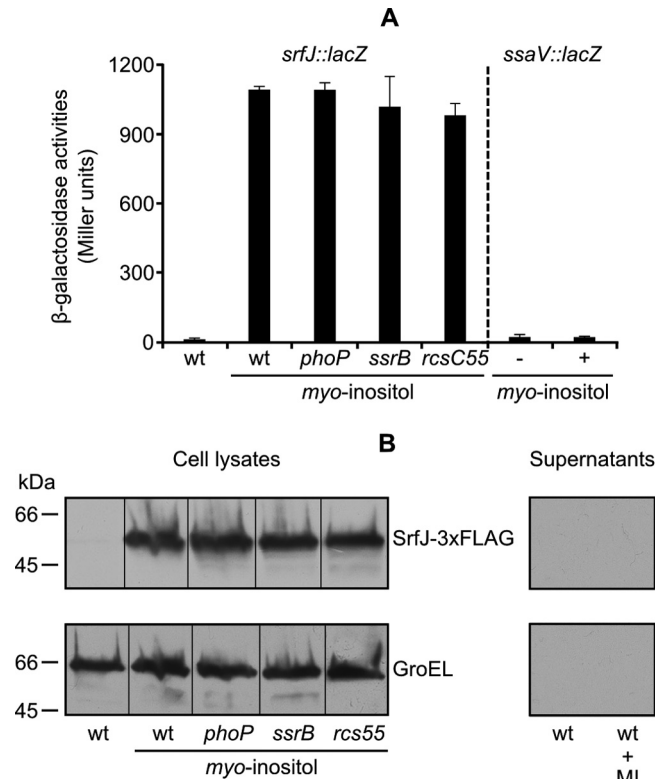 A
srfJ::lacZ ssaV::lacZ
β-galactosidase activities
(Miller units)
1200
900
600
300
0
wt wt phoP ssrB rcsC55 - +
myo-inositol myo-inositol
B
Cell lysates Supernatants
kDa
66
45
SrfJ-3xFLAG
66
45
GroEL
wt wt phoP ssrB rcs55 wt wt
+
MI
myo-inositol